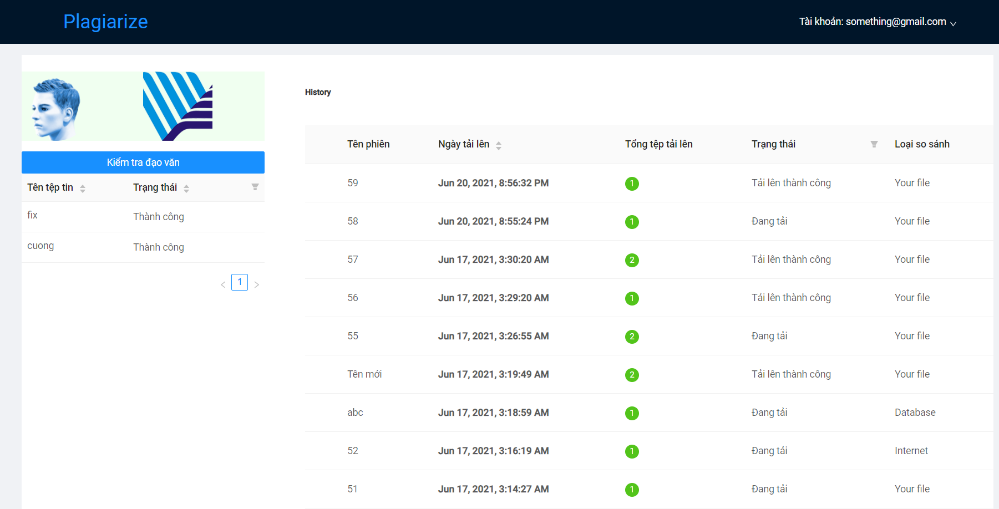 Plagiarize
Tài khoản: something@gmail.com
Kiểm tra đạo văn
Tên tệp tin Trạng thái
fix Thành công
cuong Thành công
1
History
Tên phiên Ngày tải lên Tổng tệp tải lên Trạng thái Loại so sánh
59 Jun 20, 2021, 8:56:32 PM 1 Tải lên thành công Your file
58 Jun 20, 2021, 8:55:24 PM 1 Đang tải Your file
57 Jun 17, 2021, 3:30:20 AM 2 Tải lên thành công Your file
56 Jun 17, 2021, 3:29:20 AM 1 Tải lên thành công Your file
55 Jun 17, 2021, 3:26:55 AM 2 Đang tải Your file
Tên mới Jun 17, 2021, 3:19:49 AM 2 Tải lên thành công Your file
abc Jun 17, 2021, 3:18:59 AM 1 Đang tải Database
52 Jun 17, 2021, 3:16:19 AM 1 Đang tải Internet
51 Jun 17, 2021, 3:14:27 AM 1 Đang tải Your file